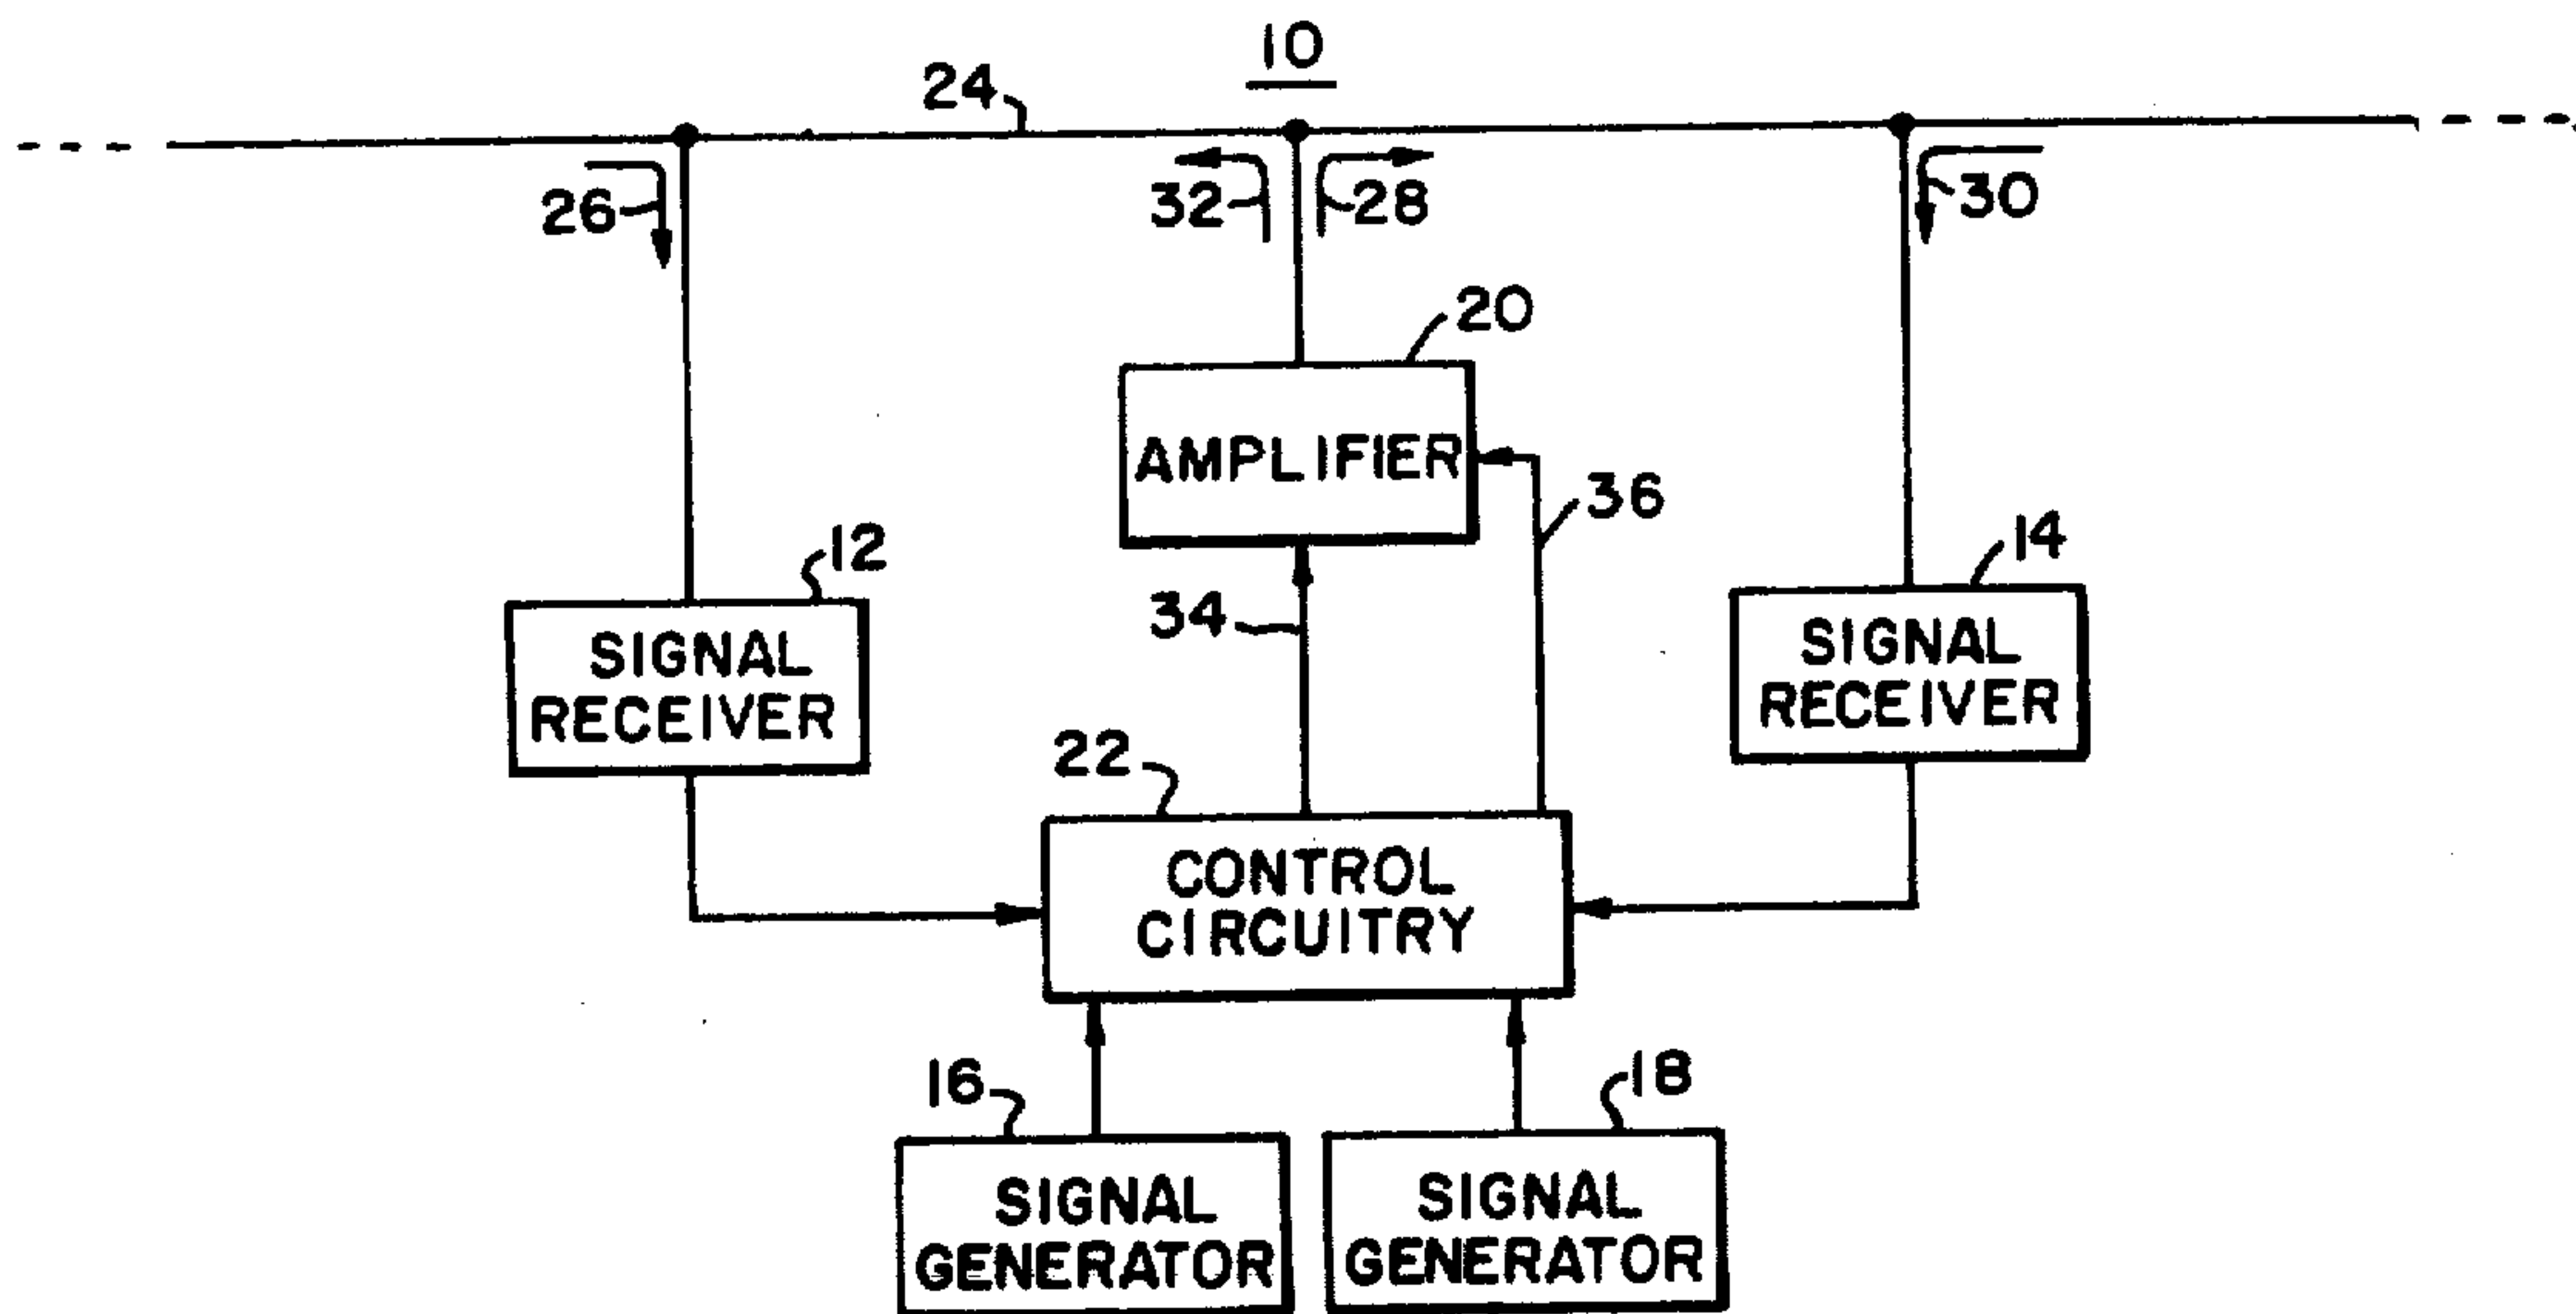 10
24
26
32
28
30
20
AMPLIFIER
36
12
14
34
SIGNAL
RECEIVER
SIGNAL
RECEIVER
22
CONTROL
CIRCUITRY
16
18
SIGNAL
GENERATOR
SIGNAL
GENERATOR